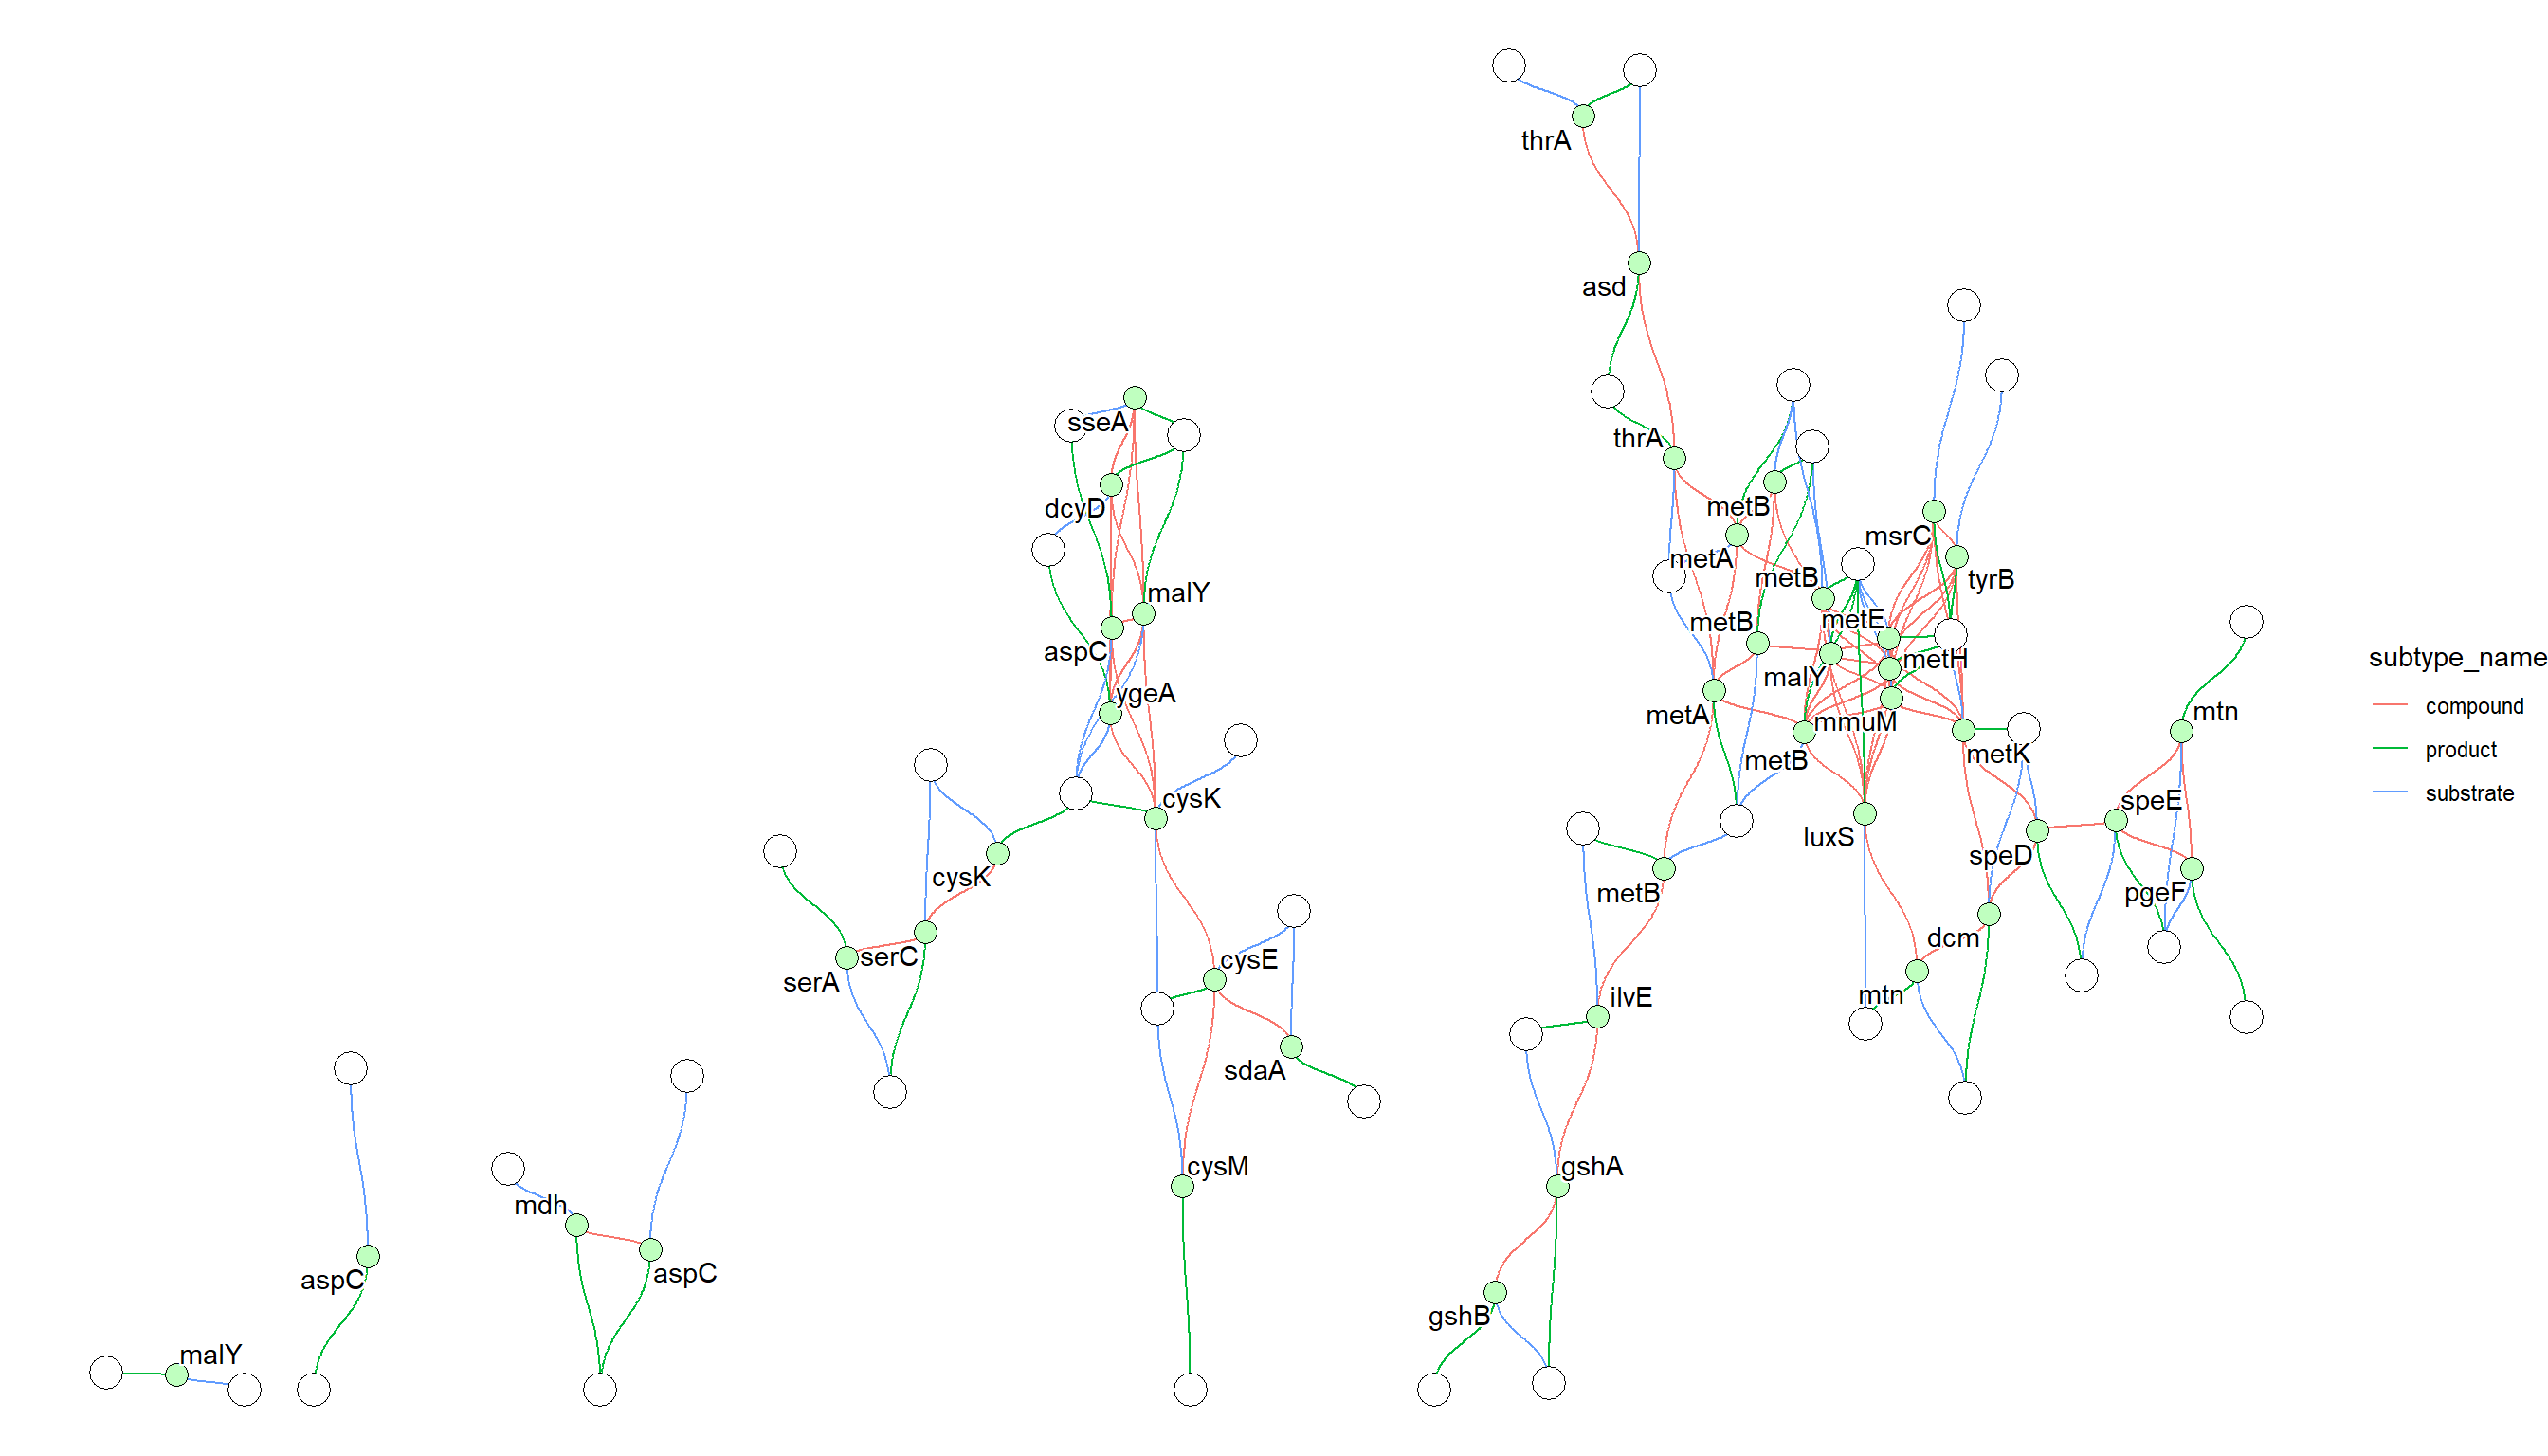 thrA
asd
sseA
thrA
dcyD
metB
msrC
metA
metB
tyrB
malY
metB
metE
aspC
metH
malY
ygeA
metA
mmuM
mtn
metK
metB
cysK
speE
luxS
speD
cysK
metB
pgeF
dcm
serC
cysE
serA
mtn
ilvE
sdaA
cysM
gshA
mdh
aspC
aspC
gshB
malY
subtype_name
compound
product
substrate